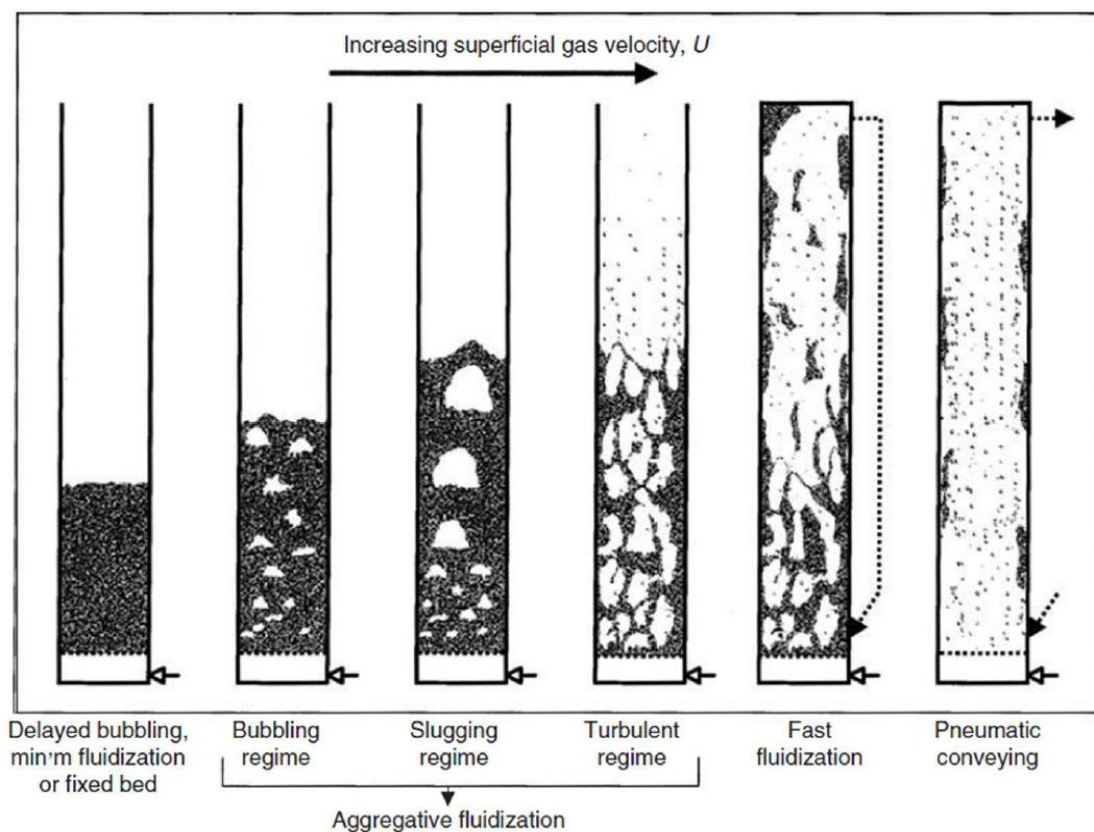 Increasing superficial gas velocity, U
Delayed bubbling,
min'm fluidization
or fixed bed
Bubbling
regime
Slugging
regime
Turbulent
regime
Fast
fluidization
Pneumatic
conveying
Aggregative fluidization